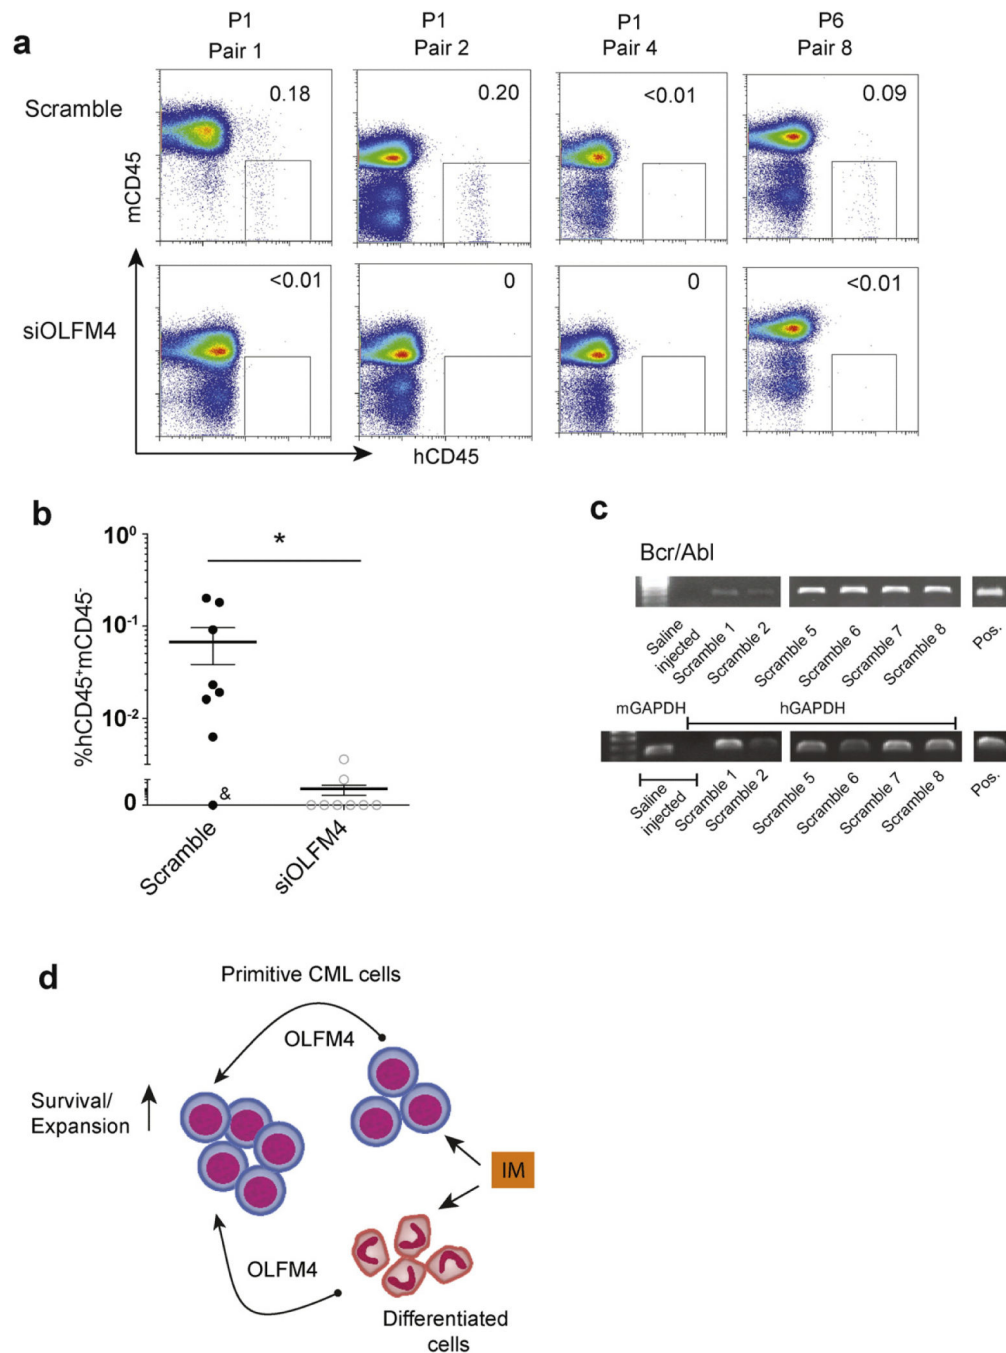 a
P1 P1 P1 P6
Pair 1 Pair 2 Pair 4 Pair 8
Scramble
0.18 0.20 <0.01 0.09
mCD45
siOLFM4
<0.01 0 0 <0.01
hCD45
b
%hCD45⁺mCD45⁻
10⁰
*
10⁻¹
10⁻²
0
&
Scramble
siOLFM4
c
Bcr/Abl
Saline
injected
Scramble 1
Scramble 2
Scramble 5
Scramble 6
Scramble 7
Scramble 8
Pos.
mGAPDH hGAPDH
Saline
injected
Scramble 1
Scramble 2
Scramble 5
Scramble 6
Scramble 7
Scramble 8
Pos.
d
Primitive CML cells
OLFM4
Survival/
Expansion
IM
OLFM4
Differentiated
cells